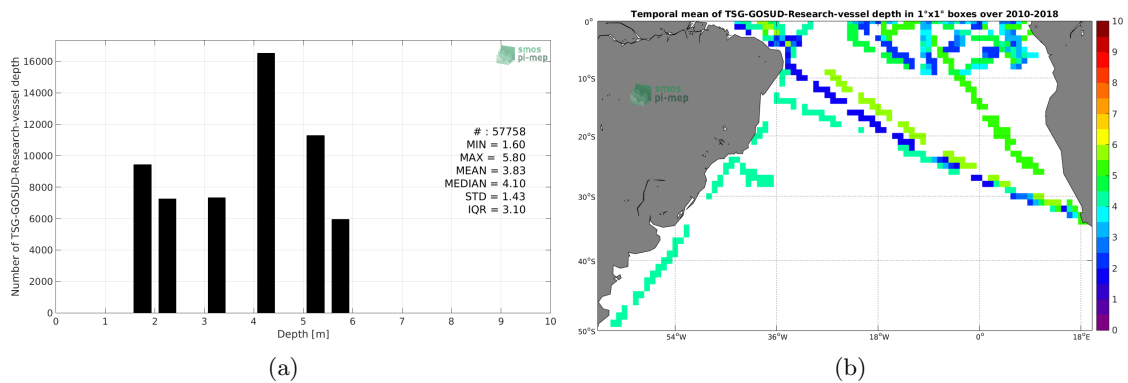 smos
pi-mep
Number of TSG-GOSUD-Research-vessel depth
16000
14000
12000
10000
8000
6000
4000
2000
0
# : 57758
MIN = 1.60
MAX = 5.80
MEAN = 3.83
MEDIAN = 4.10
STD = 1.43
IQR = 3.10
0 1 2 3 4 5 6 7 8 9 10
Depth [m]
(a)
Temporal mean of TSG-GOSUD-Research-vessel depth in 1°x1° boxes over 2010-2018
smos
pi-mep
0°
10°S
20°S
30°S
40°S
50°S
54°W 36°W 18°W 0° 18°E
10
9
8
7
6
5
4
3
2
1
0
(b)